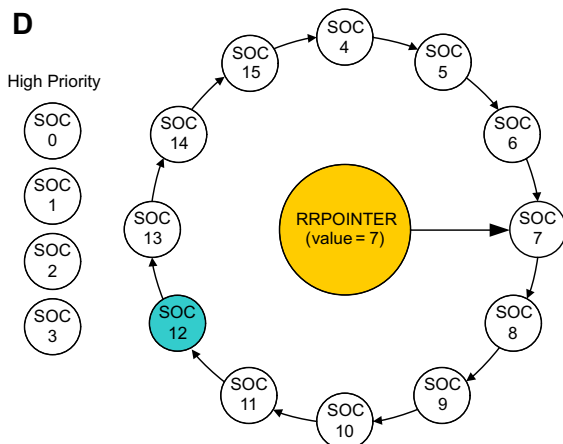 D
High Priority
SOC
0
SOC
1
SOC
2
SOC
3
SOC
4
SOC
5
SOC
6
SOC
7
SOC
8
SOC
9
SOC
10
SOC
11
SOC
12
SOC
13
SOC
14
SOC
15
RRPOINTER
(value = 7)